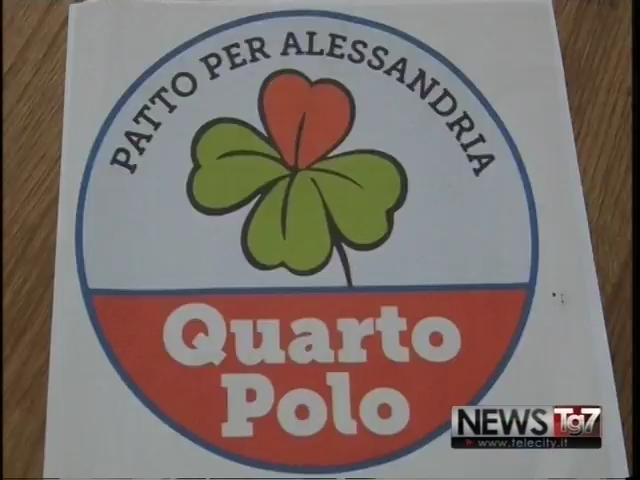 PATTO PER ALESSANDRIA
Quarto
Polo
NEWS Tg7
www.telecity.it